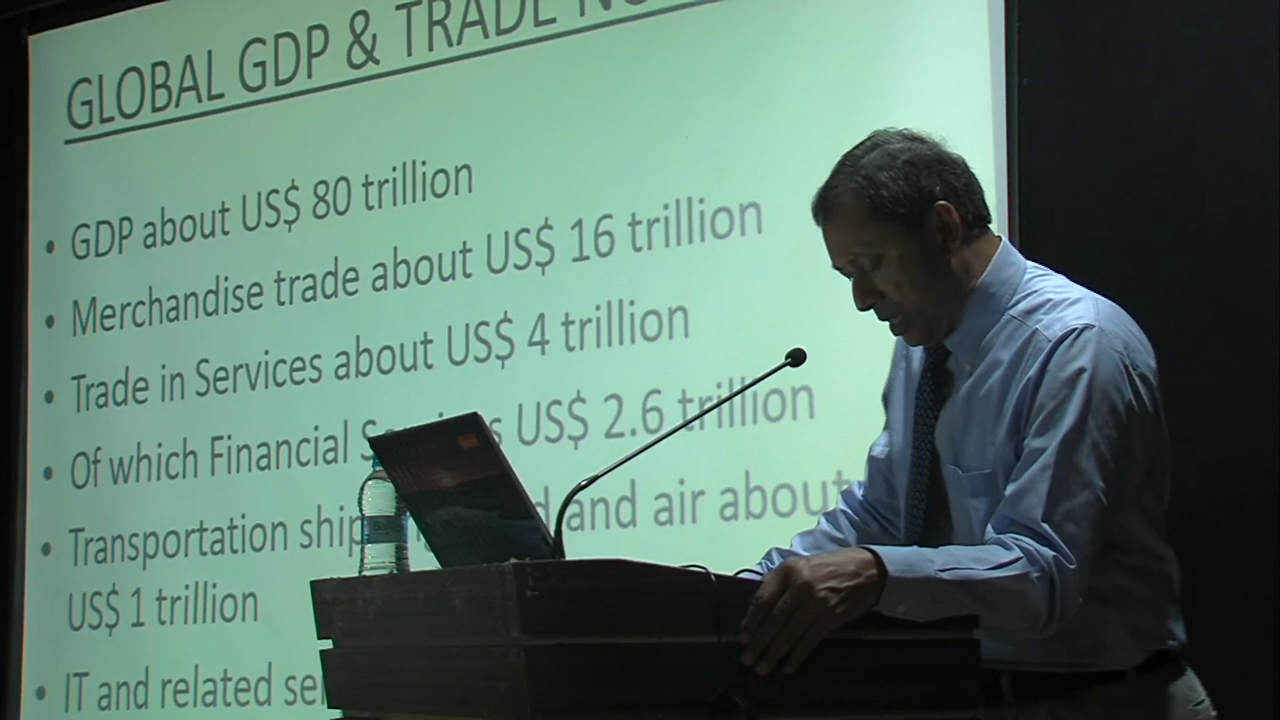 GLOBAL GDP & TRADE
• GDP about US$ 80 trillion
• Merchandise trade about US$ 16 trillion
• Trade in Services about US$ 4 trillion
• Of which Financial US$ 2.6 trillion
• Transportation and air about
US$ 1 trillion
• IT and related